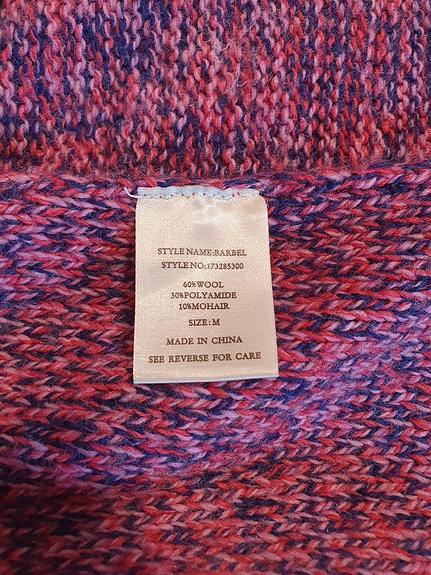 STYLE NAME:BARBEL
STYLE NO:173285300
60%WOOL
30%POLYAMIDE
10%MOHAIR
SIZE: M
MADE IN CHINA
SEE REVERSE FOR CARE